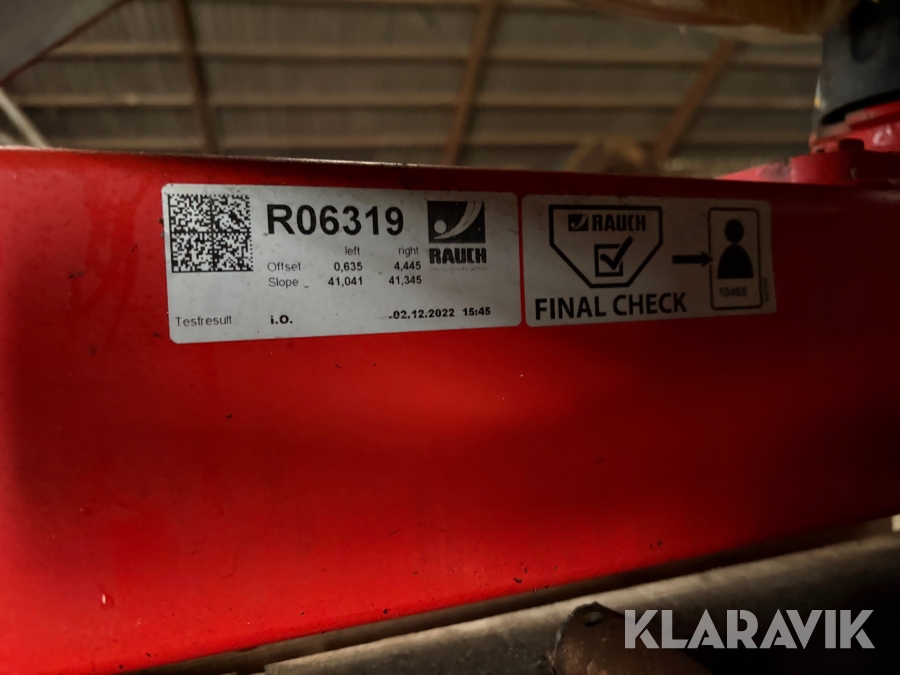 R06319
RAUCH
left right
Offset 0,635 4,445
Slope 41,041 41,345
Testresult i.O. .02.12.2022 15:45
RAUCH
FINAL CHECK
10468
KLARAVIK